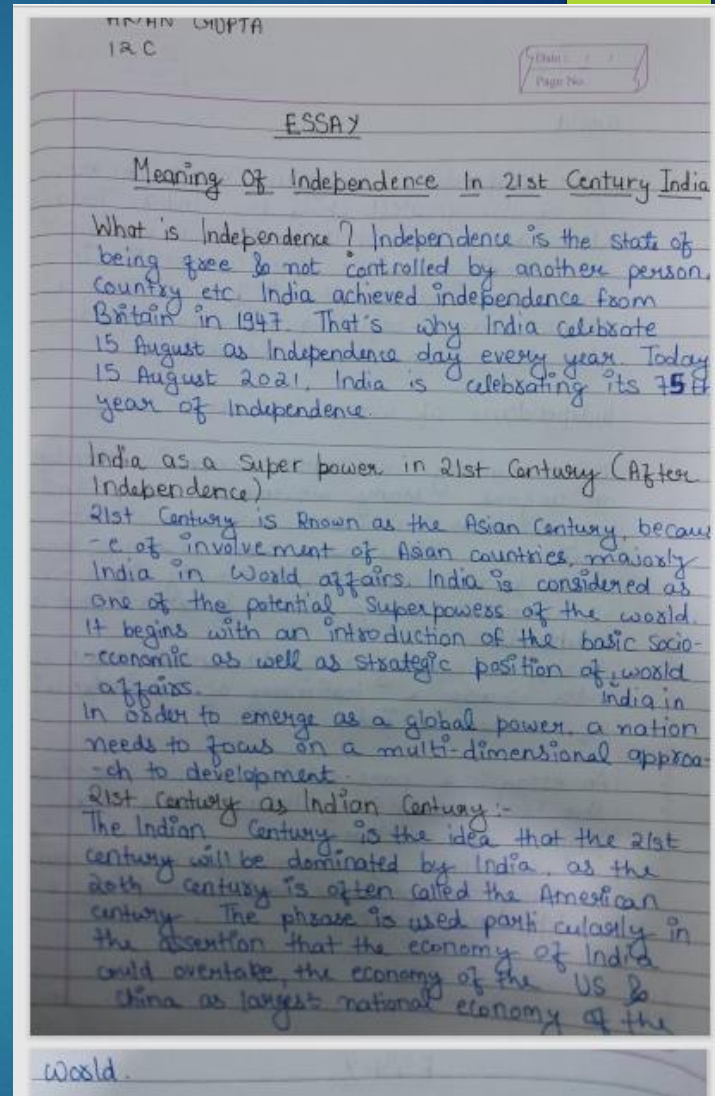 GUPTA
12 C
Date : / /
Page No.
ESSAY
Meaning Of Independence In 21st Century India
What is Independence? Independence is the state of
being free & not controlled by another person,
country etc. India achieved independence from
Britain in 1947. That's why India celebrate
15 August as Independence day every year. Today
15 August 2021, India is celebrating its 75th
year of Independence.
India as a Super power in 21st Century (After
Independence)
21st Century is known as the Asian Century, becaus
-e of involvement of Asian countries, majorly
India in World affairs. India is considered as
one of the potential Superpowers of the world.
It begins with an introduction of the basic socio-
-economic as well as strategic position of world
affairs. India in
In order to emerge as a global power, a nation
needs to focus on a multi-dimensional approa-
-ch to development.
21st Century as Indian Century :-
The Indian Century is the idea that the 21st
century will be dominated by India, as the
20th century is often called the American
century. The phrase is used parti cularly in
the assertion that the economy of India
could overtake, the economy of the US &
China as largest national economy of the
World.